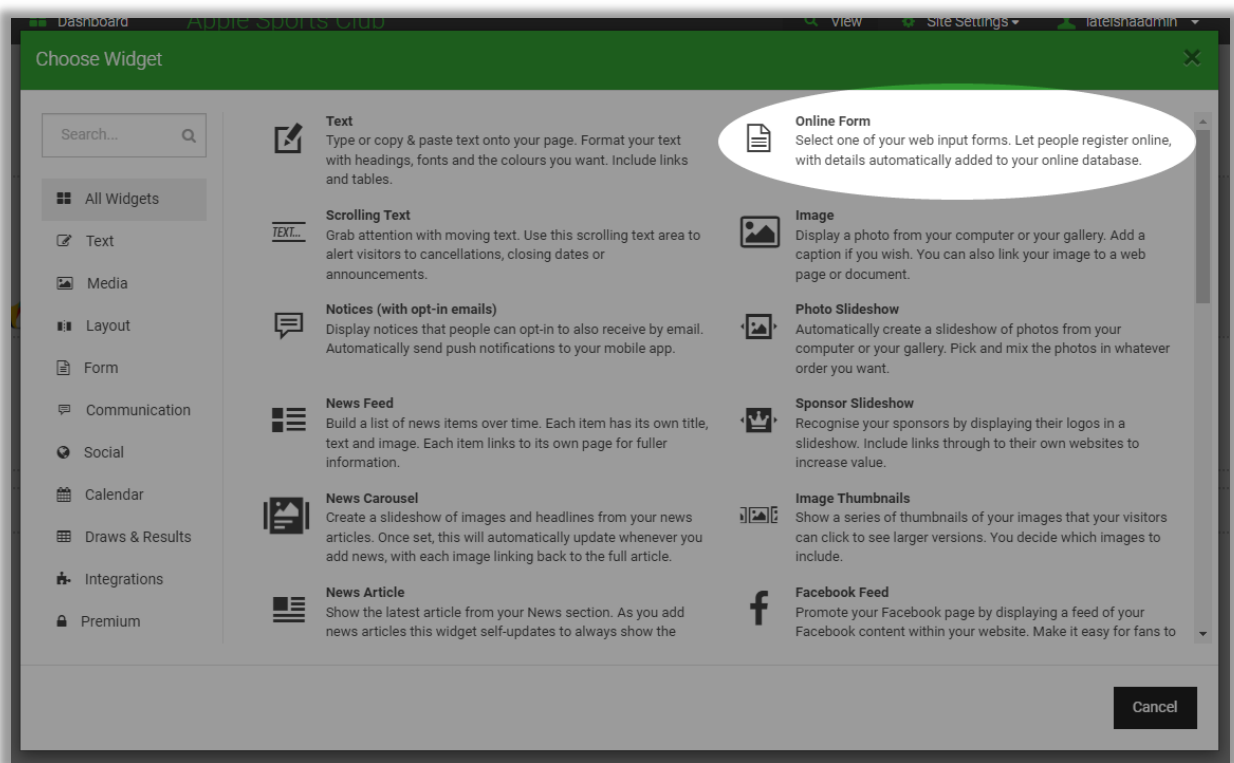 Dashboard
Apple Sports Club
View
Site Settings
lateishaadmin
Choose Widget
Search...
All Widgets
Text
Media
Layout
Form
Communication
Social
Calendar
Draws & Results
Integrations
Premium
Text
Type or copy & paste text onto your page. Format your text
with headings, fonts and the colours you want. Include links
and tables.
Online Form
Select one of your web input forms. Let people register online,
with details automatically added to your online database.
TEXT...
Scrolling Text
Grab attention with moving text. Use this scrolling text area to
alert visitors to cancellations, closing dates or
announcements.
Image
Display a photo from your computer or your gallery. Add a
caption if you wish. You can also link your image to a web
page or document.
Notices (with opt-in emails)
Display notices that people can opt-in to also receive by email.
Automatically send push notifications to your mobile app.
Photo Slideshow
Automatically create a slideshow of photos from your
computer or your gallery. Pick and mix the photos in whatever
order you want.
News Feed
Build a list of news items over time. Each item has its own title,
text and image. Each item links to its own page for fuller
information.
Sponsor Slideshow
Recognise your sponsors by displaying their logos in a
slideshow. Include links through to their own websites to
increase value.
News Carousel
Create a slideshow of images and headlines from your news
articles. Once set, this will automatically update whenever you
add news, with each image linking back to the full article.
Image Thumbnails
Show a series of thumbnails of your images that your visitors
can click to see larger versions. You decide which images to
include.
News Article
Show the latest article from your News section. As you add
news articles this widget self-updates to always show the
Facebook Feed
Promote your Facebook page by displaying a feed of your
Facebook content within your website. Make it easy for fans to
Cancel